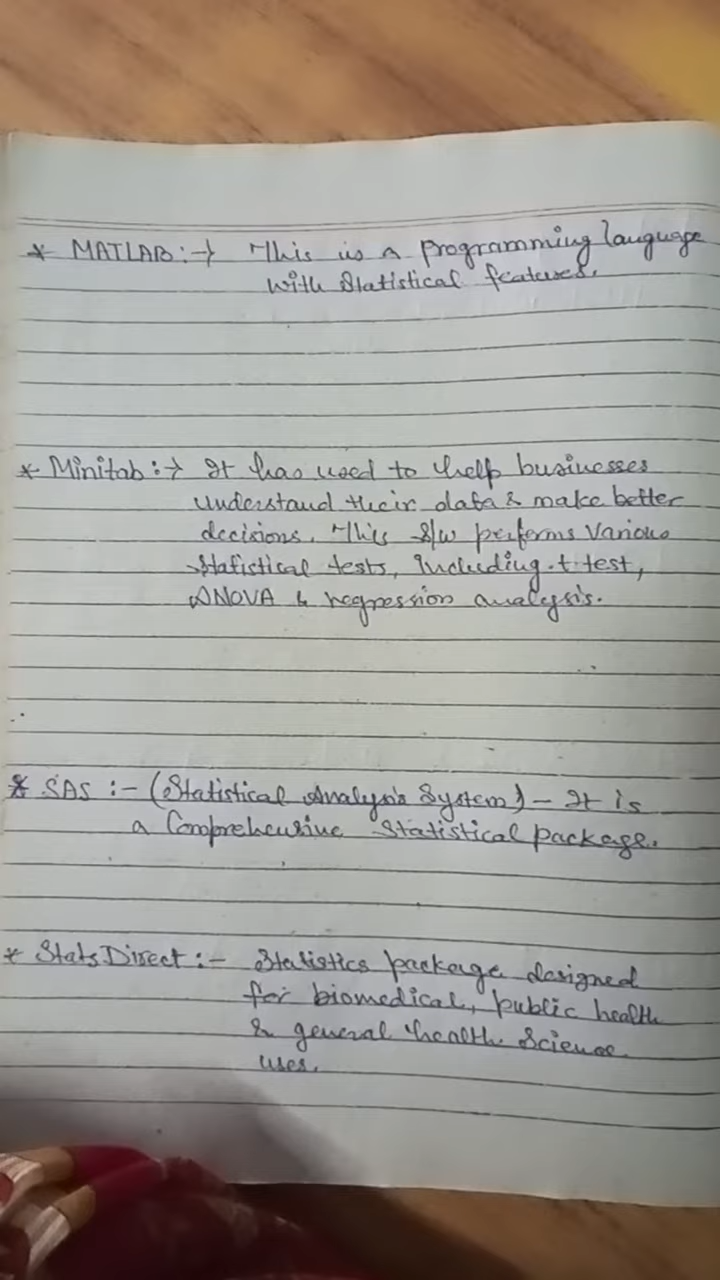 * MATLAB :→ This is a programming language
with Statistical features.
* Minitab :→ It has used to help businesses
understand their data & make better
decisions. This S/w performs Various
Statistical tests, Including t-test,
ANOVA & regression analysis.
* SAS :- (Statistical Analysis System) - It is
a Comprehensive Statistical package.
* StatsDirect :- Statistics package designed
for biomedical, public health
& general health Science
uses.